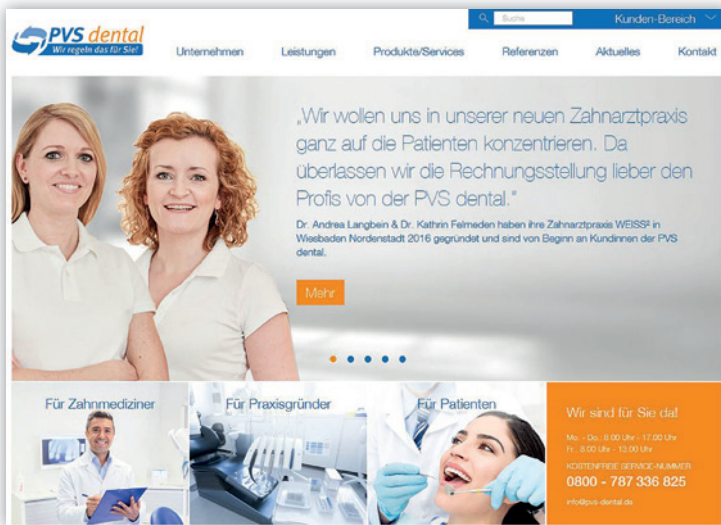 PVS dental
Wir regeln das für Sie!
Suche
Kunden-Bereich
Unternehmen
Leistungen
Produkte/Services
Referenzen
Aktuelles
Kontakt
„Wir wollen uns in unserer neuen Zahnarztpraxis
ganz auf die Patienten konzentrieren. Da
überlassen wir die Rechnungsstellung lieber den
Profis von der PVS dental."
Dr. Andrea Langbein & Dr. Kathrin Felmeden haben ihre Zahnarztpraxis WEISS² in
Wiesbaden Nordenstadt 2016 gegründet und sind von Beginn an Kundinnen der PVS
dental.
Mehr
Für Zahnmediziner
Für Praxisgründer
Für Patienten
Wir sind für Sie da!
Mo. - Do.: 8.00 Uhr - 17.00 Uhr
Fr.: 8.00 Uhr - 13.00 Uhr
KOSTENFREIE SERVICE-NUMMER
0800 - 787 336 825
info@pvs-dental.de